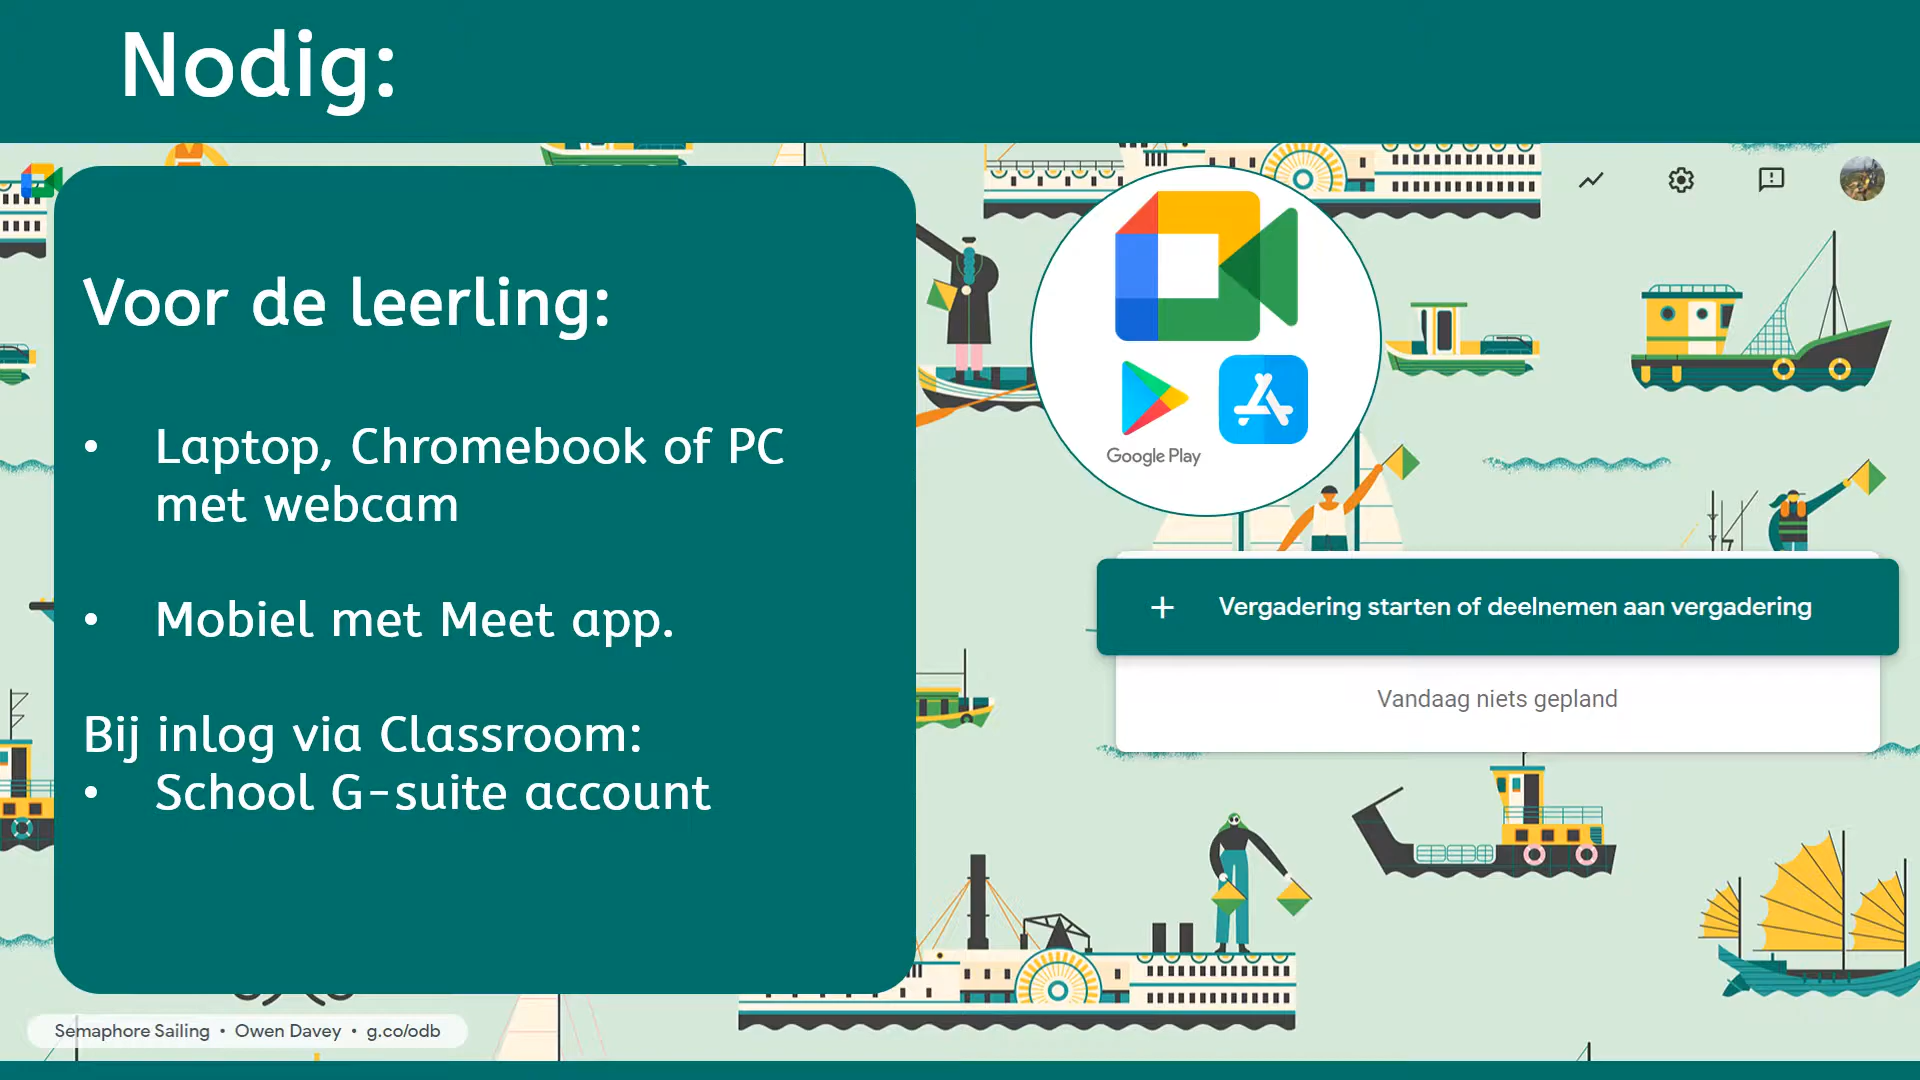 Nodig:
Voor de leerling:
• Laptop, Chromebook of PC
met webcam
• Mobiel met Meet app.
Bij inlog via Classroom:
• School G-suite account
Google Play
+ Vergadering starten of deelnemen aan vergadering
Vandaag niets gepland
Semaphore Sailing • Owen Davey • g.co/odb